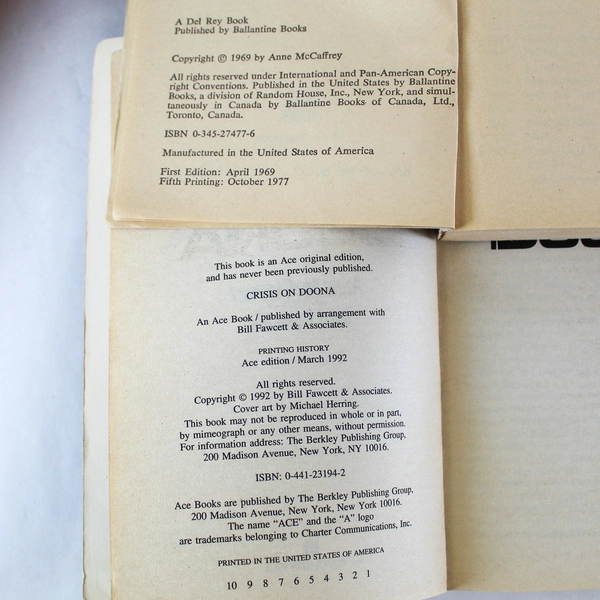 A Del Rey Book
Published by Ballantine Books
Copyright © 1969 by Anne McCaffrey
All rights reserved under International and Pan-American Copy-
right Conventions. Published in the United States by Ballantine
Books, a division of Random House, Inc., New York, and simul-
taneously in Canada by Ballantine Books of Canada, Ltd.,
Toronto, Canada.
ISBN 0-345-27477-6
Manufactured in the United States of America
First Edition: April 1969
Fifth Printing: October 1977
This book is an Ace original edition,
and has never been previously published.
CRISIS ON DOONA
An Ace Book / published by arrangement with
Bill Fawcett & Associates.
PRINTING HISTORY
Ace edition / March 1992
All rights reserved.
Copyright © 1992 by Bill Fawcett & Associates.
Cover art by Michael Herring.
This book may not be reproduced in whole or in part,
by mimeograph or any other means, without permission.
For information address: The Berkley Publishing Group,
200 Madison Avenue, New York, NY 10016.
ISBN: 0-441-23194-2
Ace Books are published by The Berkley Publishing Group,
200 Madison Avenue, New York, New York 10016.
The name "ACE" and the "A" logo
are trademarks belonging to Charter Communications, Inc.
PRINTED IN THE UNITED STATES OF AMERICA
10 9 8 7 6 5 4 3 2 1